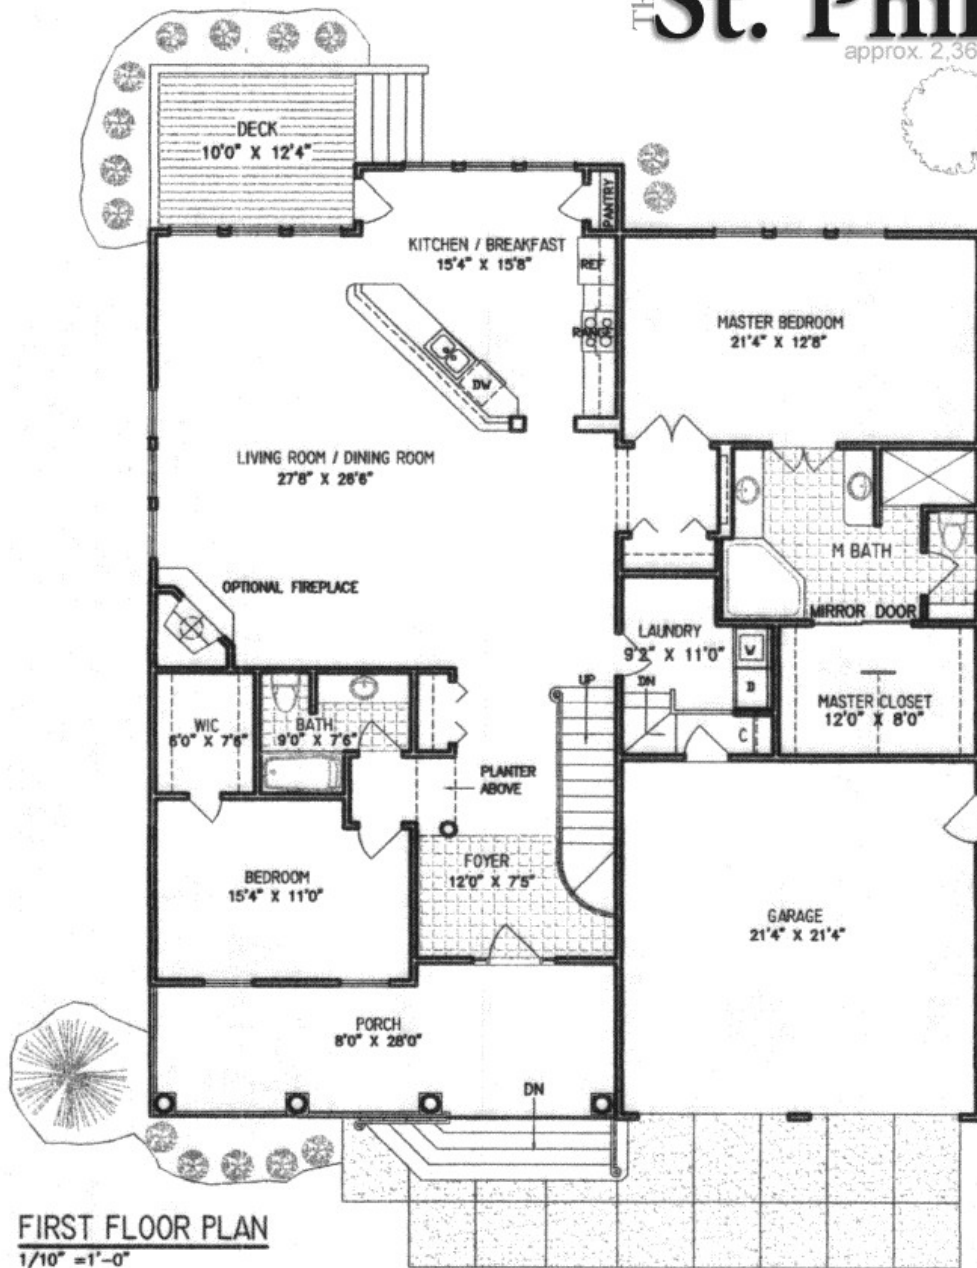 TH
St. Phil
approx. 2,36
DECK
10'0" X 12'4"
PANTRY
KITCHEN / BREAKFAST
15'4" X 15'8"
REF
RANGE
MASTER BEDROOM
21'4" X 12'8"
DW
LIVING ROOM / DINING ROOM
27'8" X 26'6"
M BATH
OPTIONAL FIREPLACE
MIRROR DOOR
LAUNDRY
9'2" X 11'0"
W
D
UP
DN
MASTER CLOSET
12'0" X 8'0"
WIC
6'0" X 7'6"
BATH
9'0" X 7'6"
C
PLANTER
ABOVE
FOYER
12'0" X 7'5"
BEDROOM
15'4" X 11'0"
GARAGE
21'4" X 21'4"
PORCH
8'0" X 28'0"
DN
FIRST FLOOR PLAN
1/10" =1'-0"